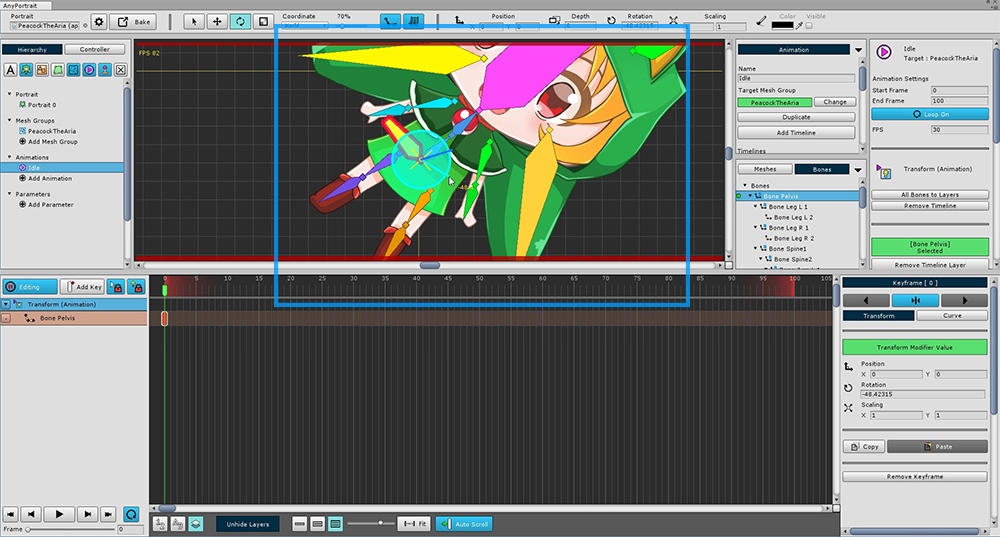 AnyPortrait
Portrait
PeacockTheAria (ap
Bake
Coordinate
World
70%
Position
X
Y
Depth
0
Rotation
-48.42315
Scaling
1
1
Color
Visible
Hierarchy
Controller
Portrait
Portrait 0
Mesh Groups
PeacockTheAria
Add Mesh Group
Animations
Idle
Add Animation
Parameters
Add Parameter
FPS 82
Animation
Name
Idle
Target Mesh Group
PeacockTheAria
Change
Duplicate
Add Timeline
Timelines
Meshes
Bones
Bones
Bone Pelvis
Bone Leg L 1
Bone Leg L 2
Bone Leg R 1
Bone Leg R 2
Bone Spine1
Bone Spine2
Idle
Target : PeacockTheAria
Animation Settings
Start Frame 0
End Frame 100
Loop On
FPS 30
Transform (Animation)
All Bones to Layers
Remove Timeline
[Bone Pelvis]
Selected
Remove Timeline Layer
Editing
Add Key
0 5 10 15 20 25 30 35 40 45 50 55 60 65 70 75 80 85 90 95 100 105
Transform (Animation)
Bone Pelvis
Keyframe [ 0 ]
Transform
Curve
Transform Modifier Value
Position
X 0 Y 0
Rotation
-48.42315
Scaling
X 1 Y 1
Copy
Paste
Remove Keyframe
Frame
0
Unhide Layers
Fit
Auto Scroll